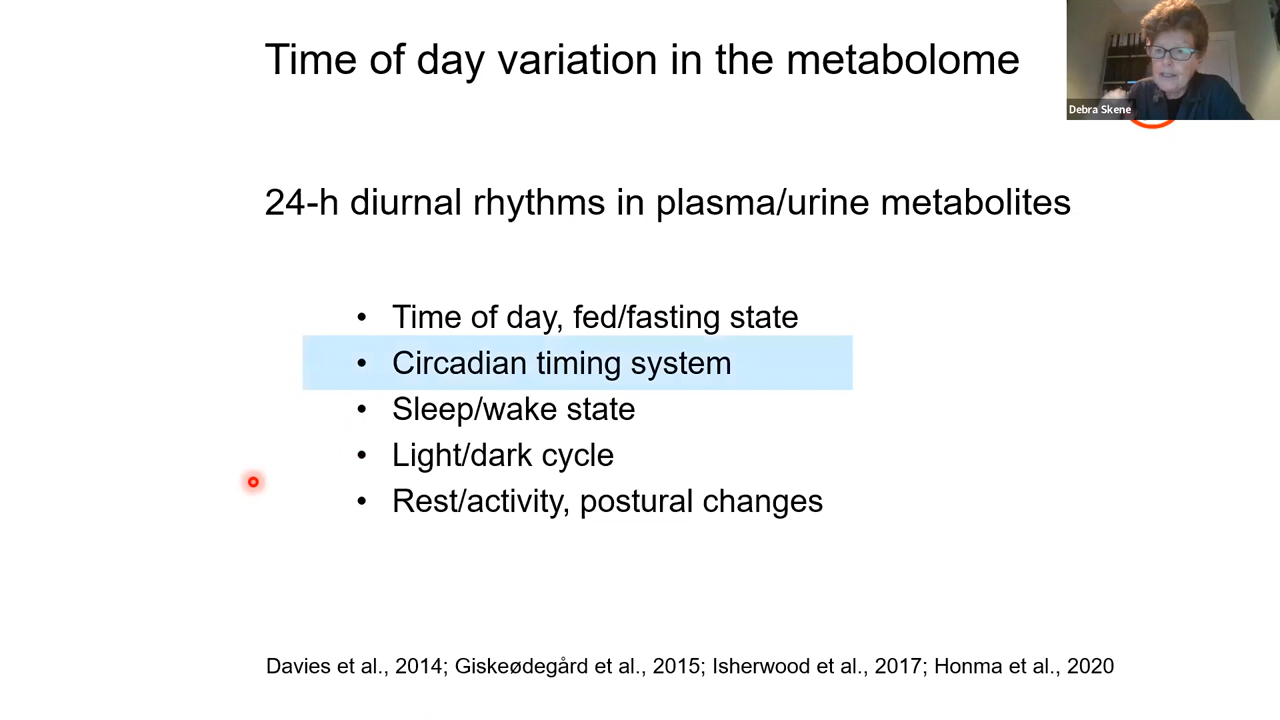 Time of day variation in the metabolome
Debra Skene
24-h diurnal rhythms in plasma/urine metabolites
• Time of day, fed/fasting state
• Circadian timing system
• Sleep/wake state
• Light/dark cycle
• Rest/activity, postural changes
Davies et al., 2014; Giskeødegård et al., 2015; Isherwood et al., 2017; Honma et al., 2020